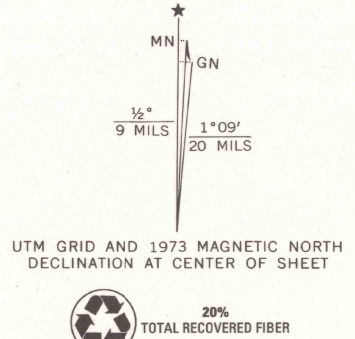 MN
GN
½°
9 MILS
1°09'
20 MILS
UTM GRID AND 1973 MAGNETIC NORTH
DECLINATION AT CENTER OF SHEET
20%
TOTAL RECOVERED FIBER